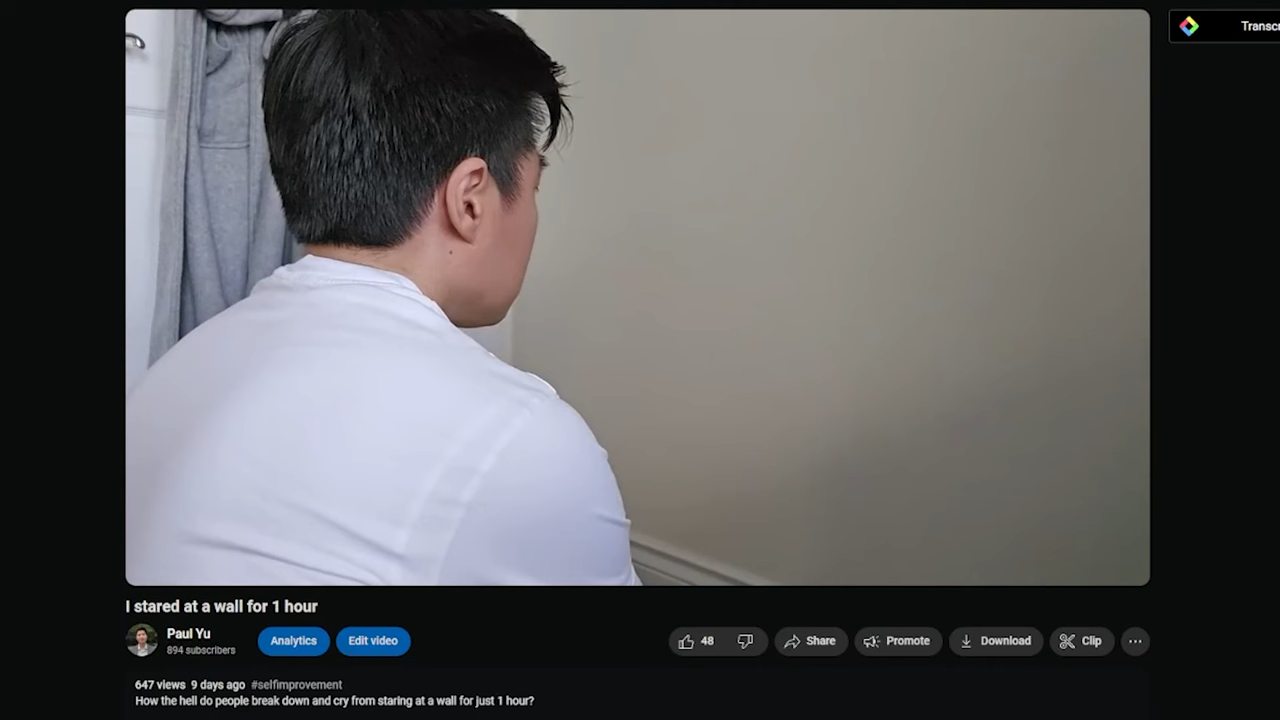 Transcr
I stared at a wall for 1 hour
Paul Yu
894 subscribers
Analytics
Edit video
48
Share
Promote
Download
Clip
647 views 9 days ago #selfimprovement
How the hell do people break down and cry from staring at a wall for just 1 hour?